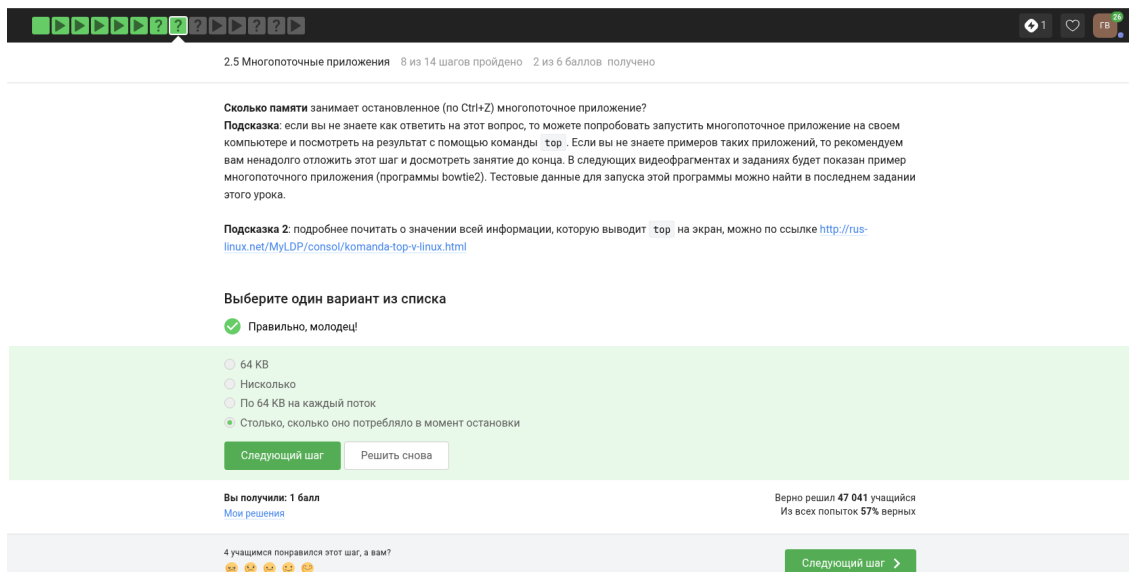 ? ? ? ? ?
1
ГВ
26
2.5 Многопоточные приложения 8 из 14 шагов пройдено 2 из 6 баллов получено
Сколько памяти занимает остановленное (по Ctrl+Z) многопоточное приложение?
Подсказка: если вы не знаете как ответить на этот вопрос, то можете попробовать запустить многопоточное приложение на своем
компьютере и посмотреть на результат с помощью команды top . Если вы не знаете примеров таких приложений, то рекомендуем
вам ненадолго отложить этот шаг и досмотреть занятие до конца. В следующих видеофрагментах и заданиях будет показан пример
многопоточного приложения (программы bowtie2). Тестовые данные для запуска этой программы можно найти в последнем задании
этого урока.
Подсказка 2: подробнее почитать о значении всей информации, которую выводит top на экран, можно по ссылке http://rus-
linux.net/MyLDP/consol/komanda-top-v-linux.html
Выберите один вариант из списка
Правильно, молодец!
64 KB
Нисколько
По 64 KB на каждый поток
Столько, сколько оно потребляло в момент остановки
Следующий шаг Решить снова
Вы получили: 1 балл
Мои решения
Верно решил 47 041 учащийся
Из всех попыток 57% верных
4 учащимся понравился этот шаг, а вам?
Следующий шаг